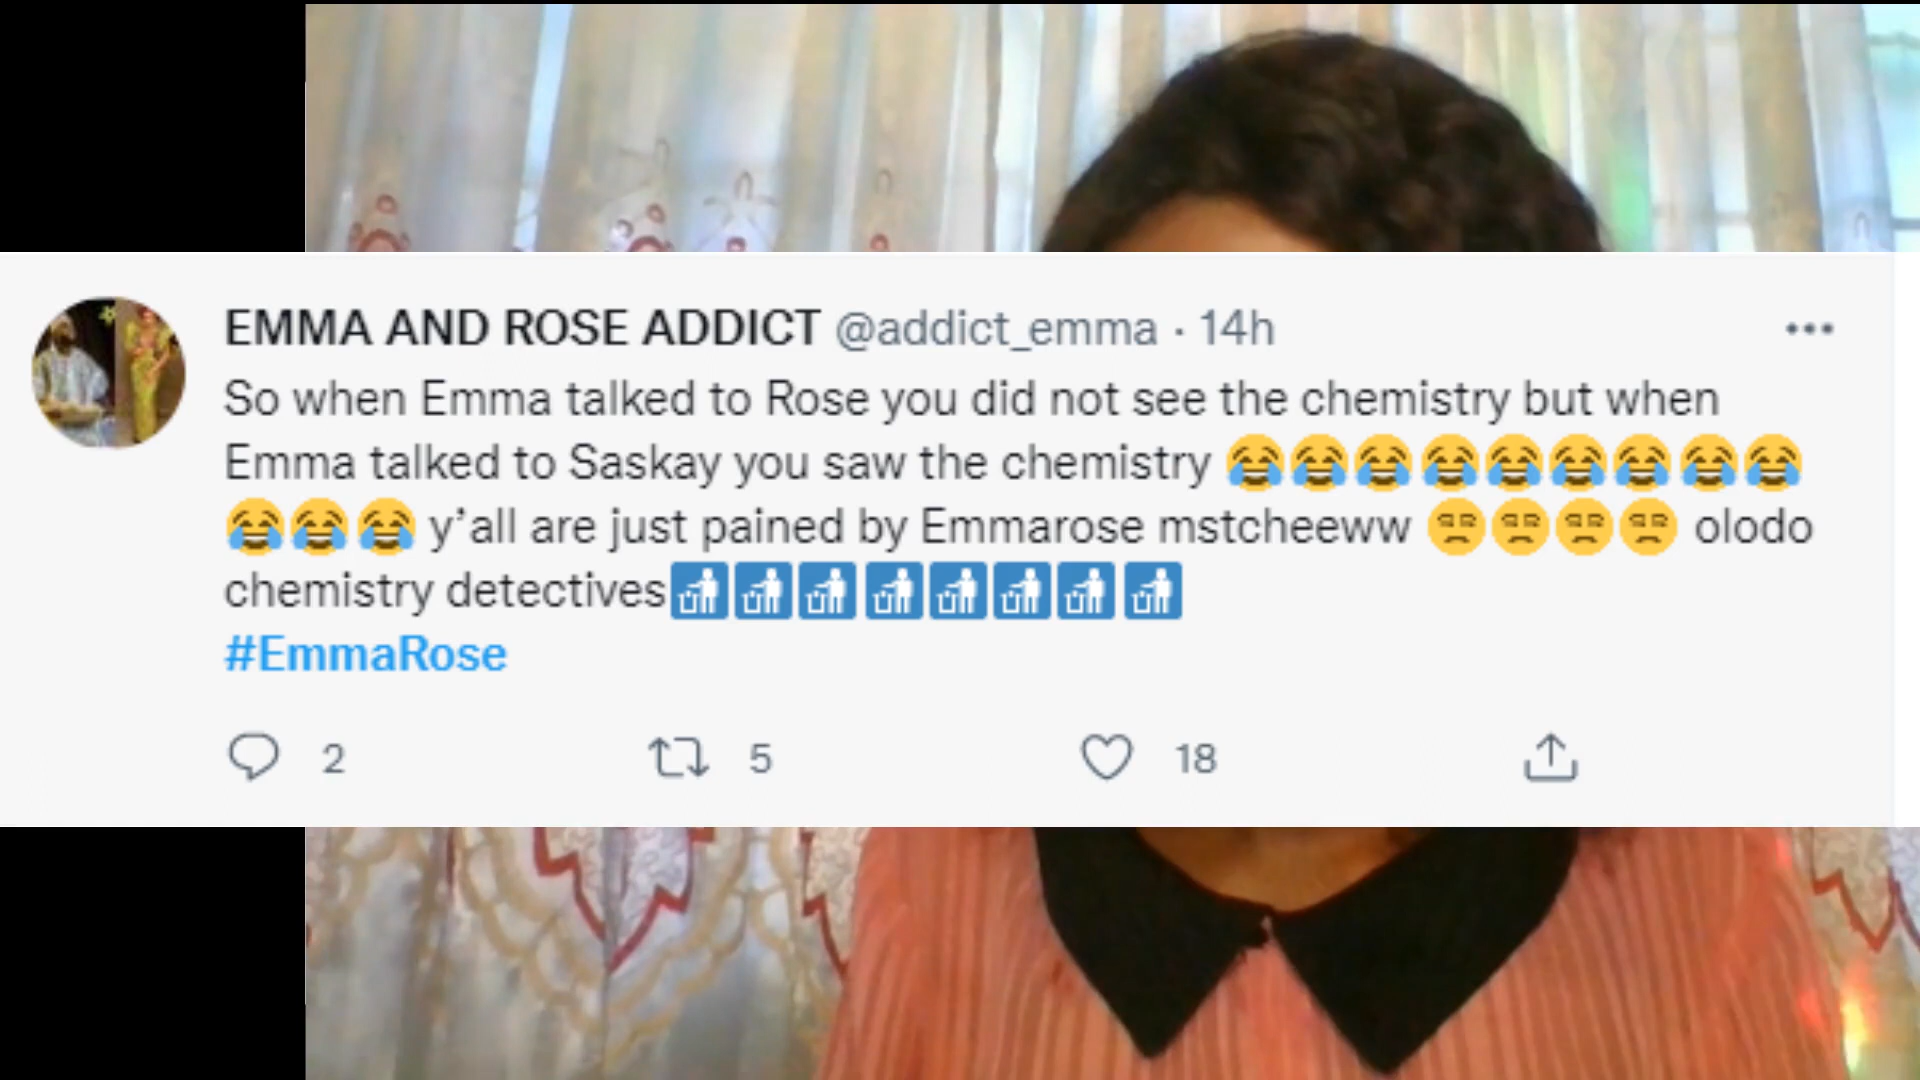 EMMA AND ROSE ADDICT @addict_emma · 14h
So when Emma talked to Rose you did not see the chemistry but when
Emma talked to Saskay you saw the chemistry 😂😂😂😂😂😂😂😂😂
😂😂😂 y'all are just pained by Emmarose mstcheeww 😒😒😒😒 olodo
chemistry detectives🚮🚮🚮🚮🚮🚮🚮🚮
#EmmaRose
2 5 18